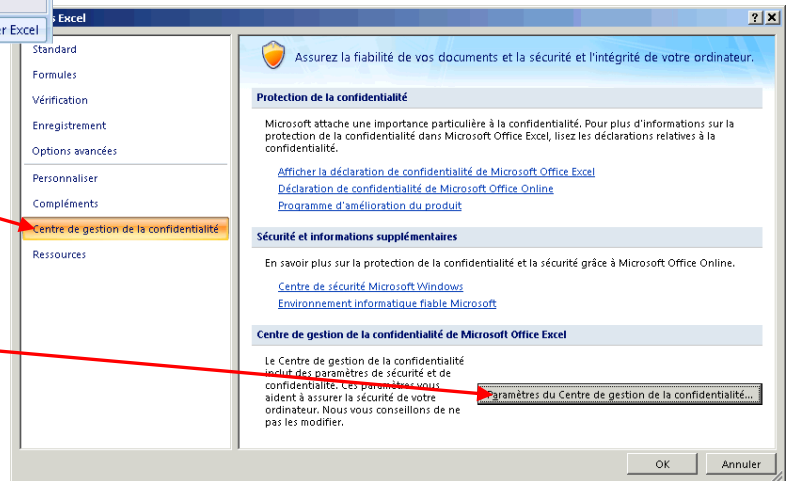 er Excel
s Excel
Standard
Formules
Vérification
Enregistrement
Options avancées
Personnaliser
Compléments
Centre de gestion de la confidentialité
Ressources
Assurez la fiabilité de vos documents et la sécurité et l'intégrité de votre ordinateur.
Protection de la confidentialité
Microsoft attache une importance particulière à la confidentialité. Pour plus d'informations sur la
protection de la confidentialité dans Microsoft Office Excel, lisez les déclarations relatives à la
confidentialité.
Afficher la déclaration de confidentialité de Microsoft Office Excel
Déclaration de confidentialité de Microsoft Office Online
Programme d'amélioration du produit
Sécurité et informations supplémentaires
En savoir plus sur la protection de la confidentialité et la sécurité grâce à Microsoft Office Online.
Centre de sécurité Microsoft Windows
Environnement informatique fiable Microsoft
Centre de gestion de la confidentialité de Microsoft Office Excel
Le Centre de gestion de la confidentialité
inclut des paramètres de sécurité et de
confidentialité. Ces paramètres vous
aident à assurer la sécurité de votre
ordinateur. Nous vous conseillons de ne
pas les modifier.
Paramètres du Centre de gestion de la confidentialité...
OK
Annuler